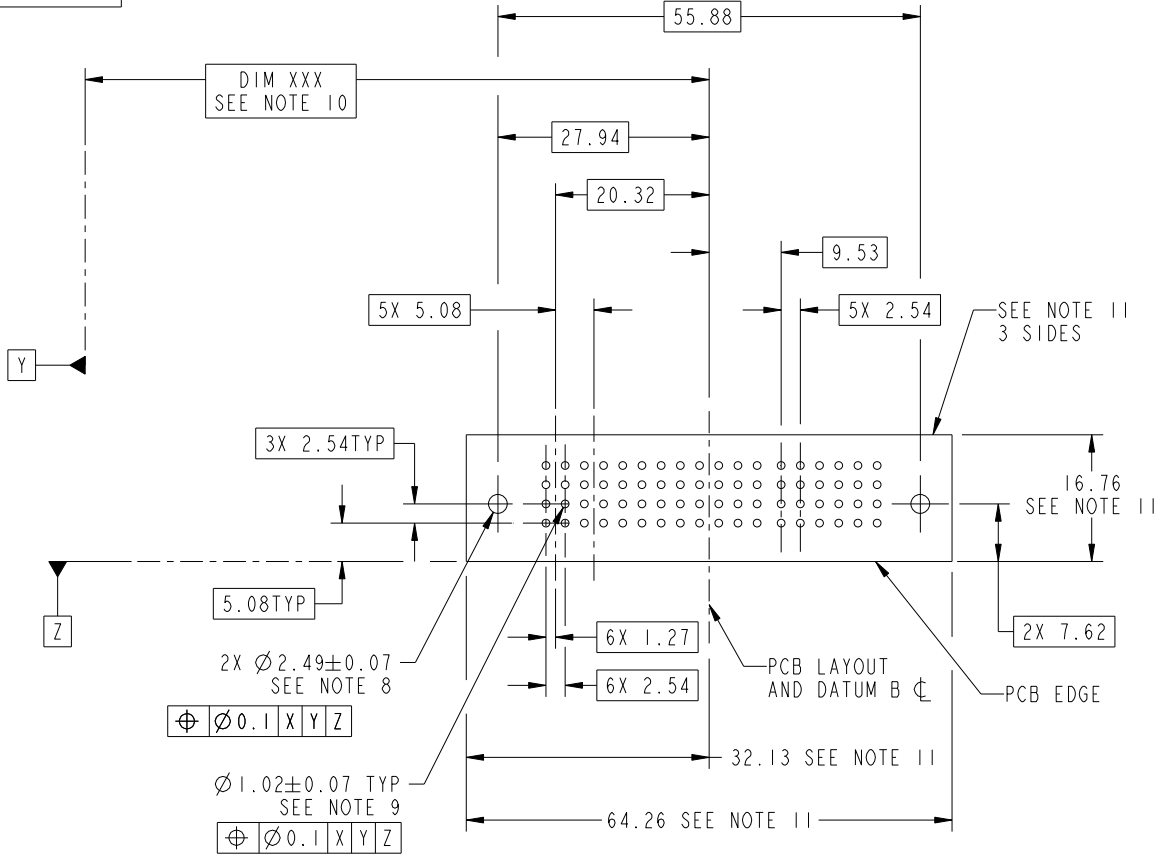 55.88
DIM XXX
SEE NOTE 10
27.94
20.32
9.53
5X 5.08
5X 2.54
SEE NOTE 11
3 SIDES
Y
3X 2.54TYP
16.76
SEE NOTE 11
5.08TYP
Z
6X 1.27
2X 7.62
2X Ø2.49±0.07
SEE NOTE 8
6X 2.54
PCB LAYOUT
AND DATUM B ℄
PCB EDGE
⌖ Ø0.1 X Y Z
32.13 SEE NOTE 11
Ø1.02±0.07 TYP
SEE NOTE 9
⌖ Ø0.1 X Y Z
64.26 SEE NOTE 11